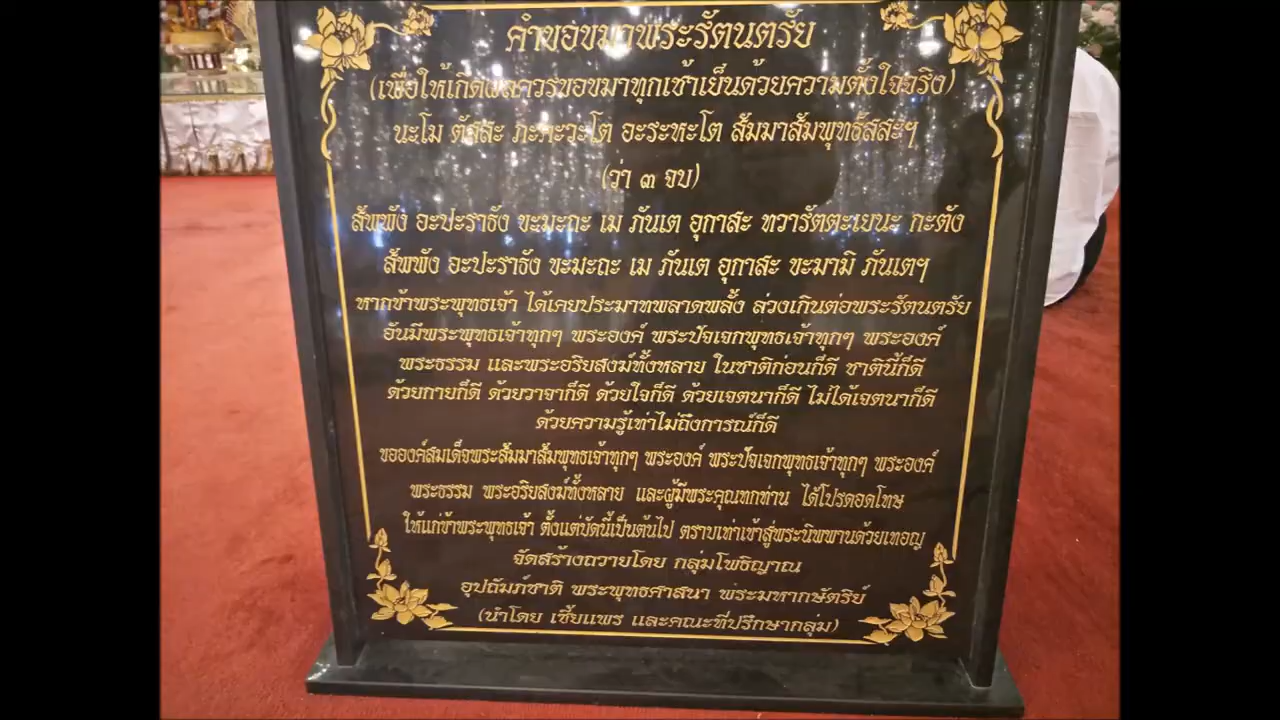 คำขอขมาพระรัตนตรัย
(เพื่อให้เกิดผลควรขอขมาทุกเช้าเย็นด้วยความตั้งใจจริง)
นะโม ตัสสะ ภะคะวะโต อะระหะโต สัมมาสัมพุทธัสสะฯ
(ว่า ๓ จบ)
สัพพัง อะปะราธัง ขะมะถะ เม ภันเต อุกาสะ ทวารัตตะเยนะ กะตัง
สัพพัง อะปะราธัง ขะมะถะ เม ภันเต อุกาสะ ขะมามิ ภันเตฯ
หากข้าพระพุทธเจ้า ได้เคยประมาทพลาดพลั้ง ล่วงเกินต่อพระรัตนตรัย
อันมีพระพุทธเจ้าทุกๆ พระองค์ พระปัจเจกพุทธเจ้าทุกๆ พระองค์
พระธรรม และพระอริยสงฆ์ทั้งหลาย ในชาติก่อนก็ดี ชาตินี้ก็ดี
ด้วยกายก็ดี ด้วยวาจาก็ดี ด้วยใจก็ดี ด้วยเจตนาก็ดี ไม่ได้เจตนาก็ดี
ด้วยความรู้เท่าไม่ถึงการณ์ก็ดี
ขอองค์สมเด็จพระสัมมาสัมพุทธเจ้าทุกๆ พระองค์ พระปัจเจกพุทธเจ้าทุกๆ พระองค์
พระธรรม พระอริยสงฆ์ทั้งหลาย และผู้มีพระคุณทุกท่าน ได้โปรดอดโทษ
ให้แก่ข้าพระพุทธเจ้า ตั้งแต่บัดนี้เป็นต้นไป ตราบเท่าเข้าสู่พระนิพพานด้วยเทอญ
จัดสร้างถวายโดย กลุ่มโพธิญาณ
อุปถัมภ์ชาติ พระพุทธศาสนา พระมหากษัตริย์
(นำโดย เชี้ยแพร และคณะที่ปรึกษากลุ่ม)